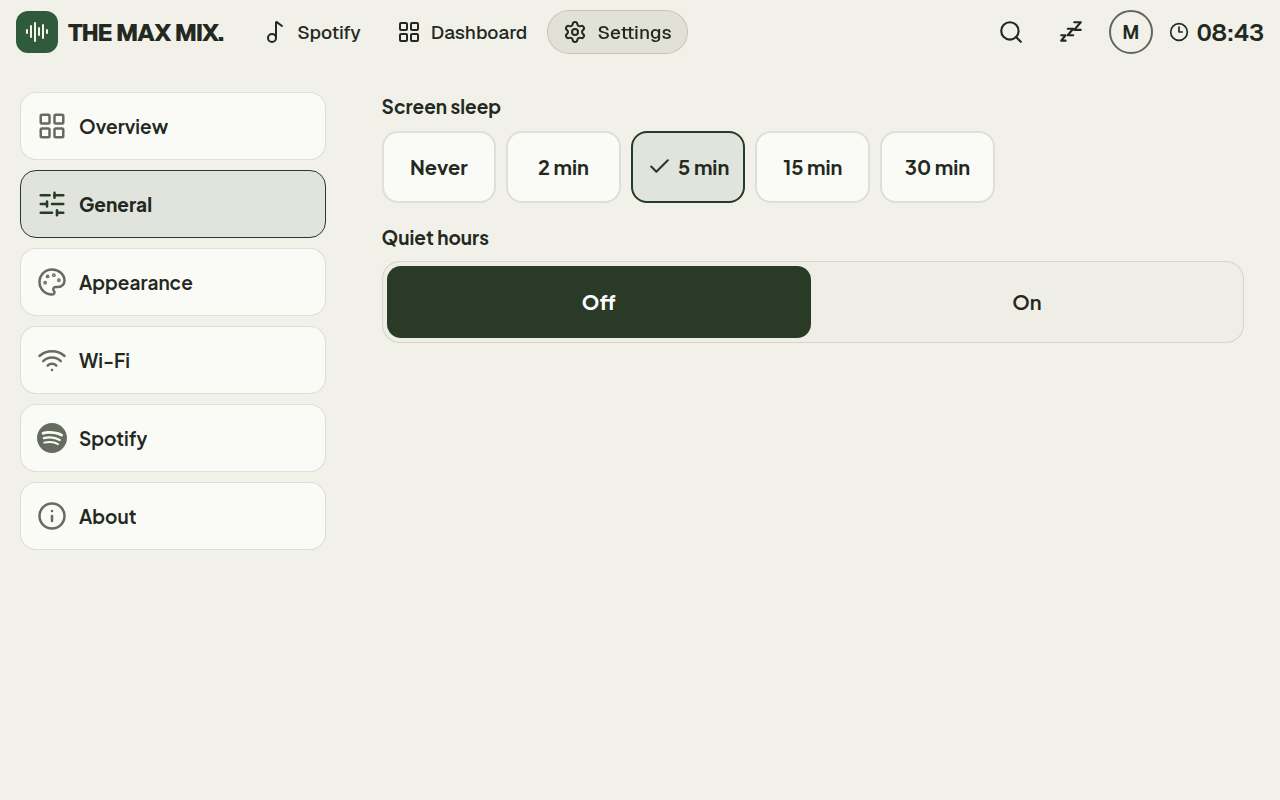 THE MAX MIX.
Spotify
Dashboard
Settings
M
08:43
Overview
General
Appearance
Wi-Fi
Spotify
About
Screen sleep
Never
2 min
5 min
15 min
30 min
Quiet hours
Off
On